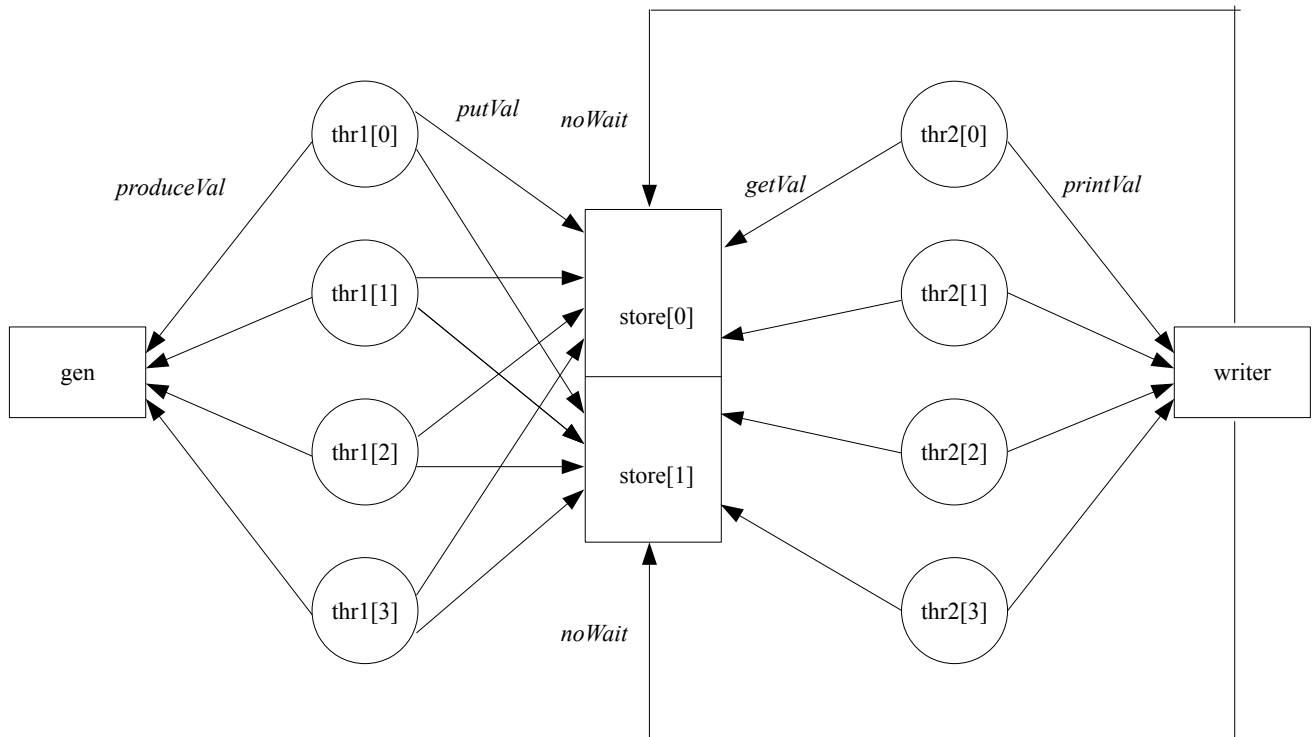 putVal
noWait
thr1[0]
thr2[0]
produceVal
getVal
printVal
thr1[1]
thr2[1]
store[0]
gen
writer
thr1[2]
thr2[2]
store[1]
thr1[3]
thr2[3]
noWait